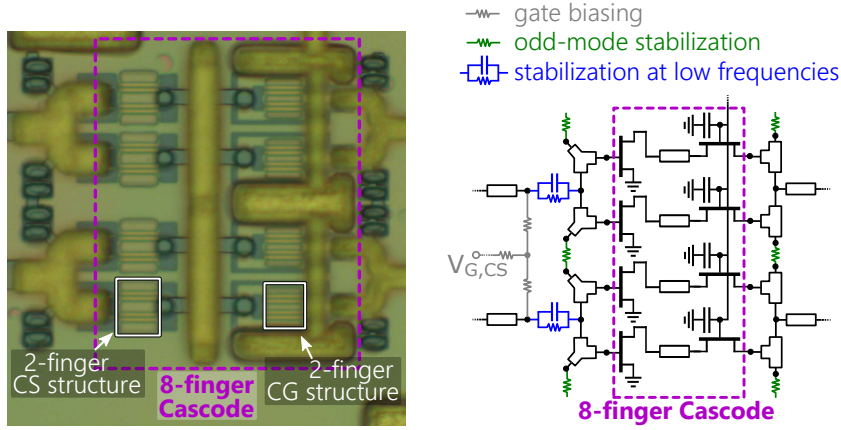 gate biasing
odd-mode stabilization
stabilization at low frequencies
V_G,CS
2-finger
CS structure
8-finger
Cascode
2-finger
CG structure
8-finger Cascode